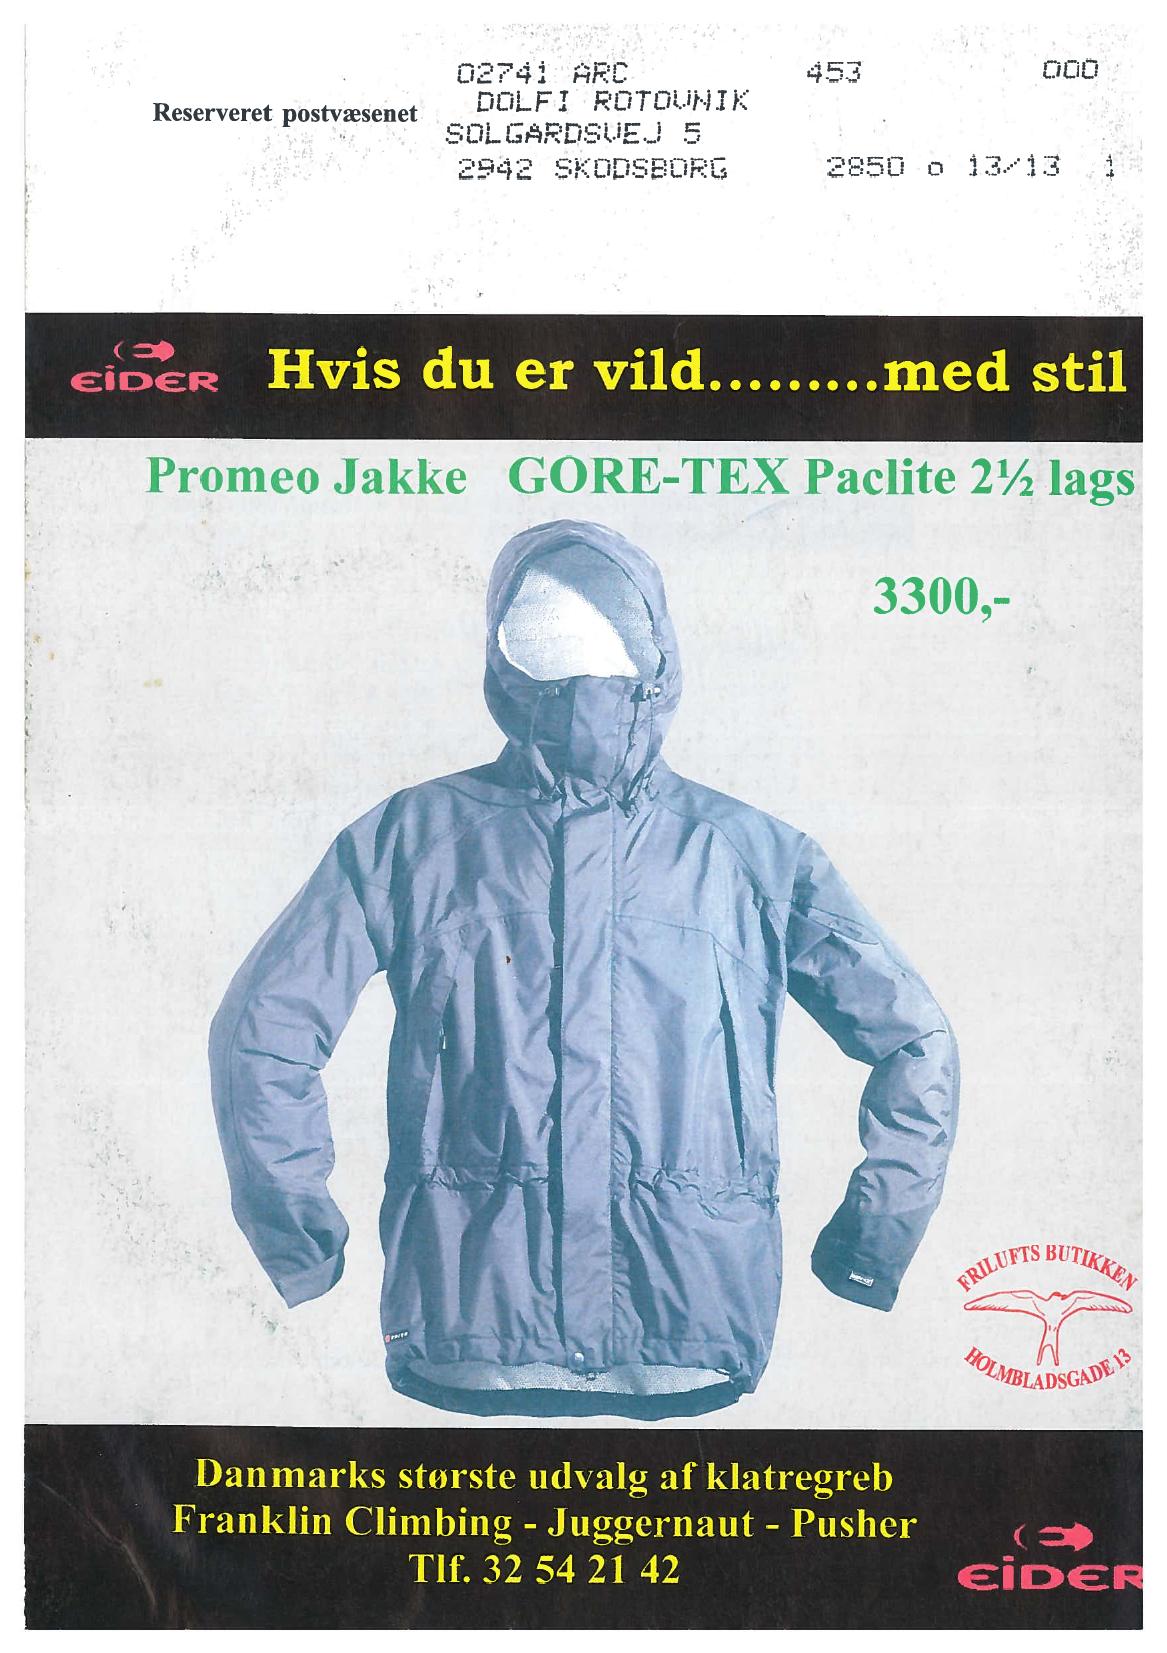 02741 ARC 453 000
Reserveret postvæsenet
DOLFI ROTOVNIK
SOLGARDSVEJ 5
2942 SKODSBORG 2850 o 13/13 1
EiDER
Hvis du er vild.........med stil
Promeo Jakke GORE-TEX Paclite 2½ lags
3300,-
FRILUFTS BUTIKKEN
HOLMBLADSGADE 13
Danmarks største udvalg af klatregreb
Franklin Climbing - Juggernaut - Pusher
Tlf. 32 54 21 42
EiDER